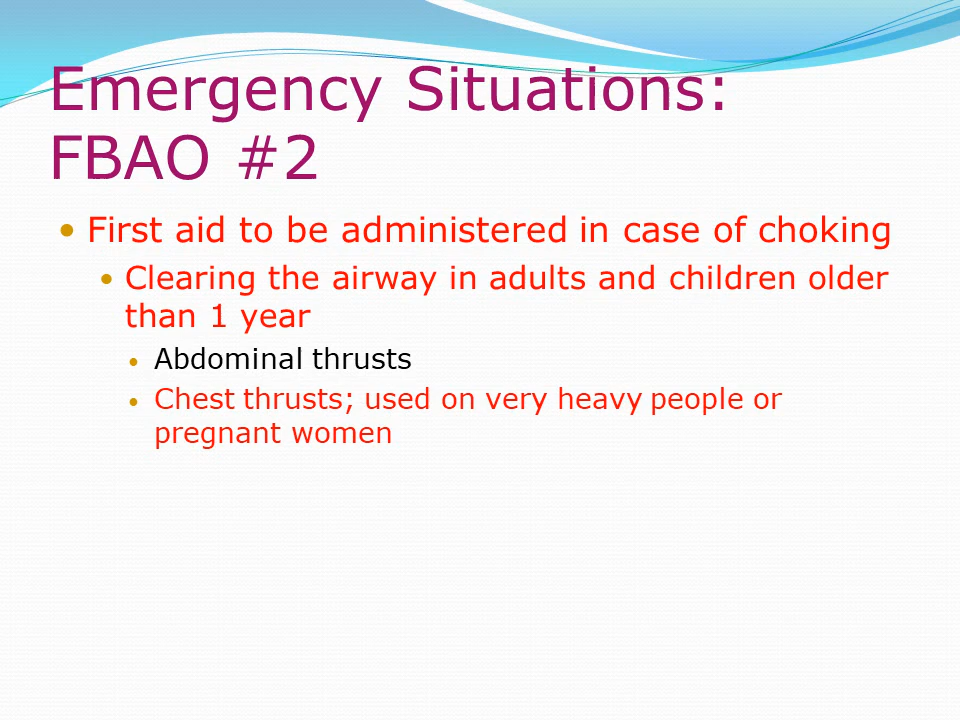 Emergency Situations:
FBAO #2
• First aid to be administered in case of choking
• Clearing the airway in adults and children older
than 1 year
• Abdominal thrusts
• Chest thrusts; used on very heavy people or
pregnant women